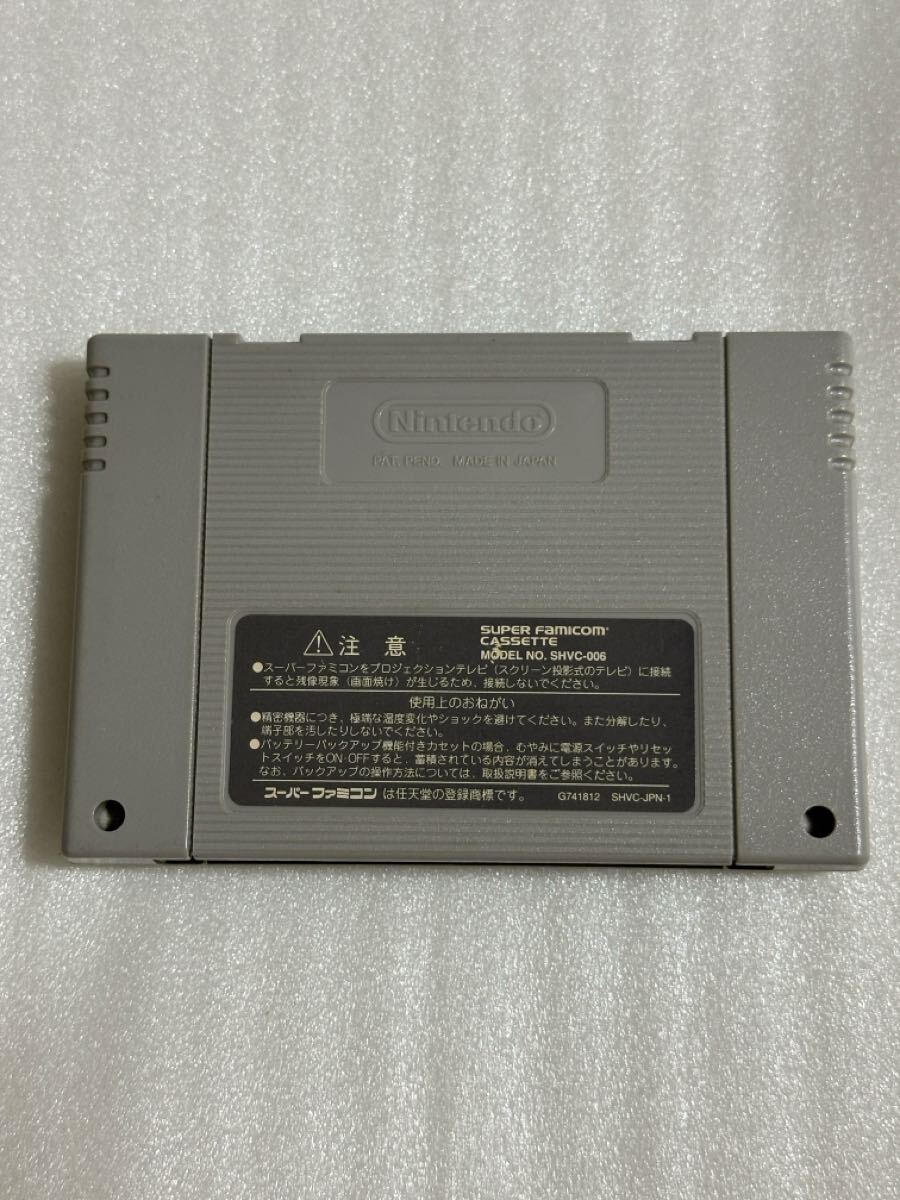 Nintendo
PAT. PEND. MADE IN JAPAN
⚠注意
SUPER FAMICOM
CASSETTE
MODEL NO. SHVC-006
●スーパーファミコンをプロジェクションテレビ（スクリーン投影式のテレビ）に接続
すると残像現象（画面焼け）が生じるため、接続しないでください。
使用上のおねがい
●精密機器につき、極端な温度変化やショックを避けてください。また分解したり、
端子部を汚したりしないでください。
●バッテリーバックアップ機能付きカセットの場合、むやみに電源スイッチやリセッ
トスイッチをON・OFFすると、蓄積されている内容が消えてしまうことがあります。
なお、バックアップの操作方法については、取扱説明書をご参照ください。
スーパーファミコンは任天堂の登録商標です。 G741812 SHVC-JPN-1